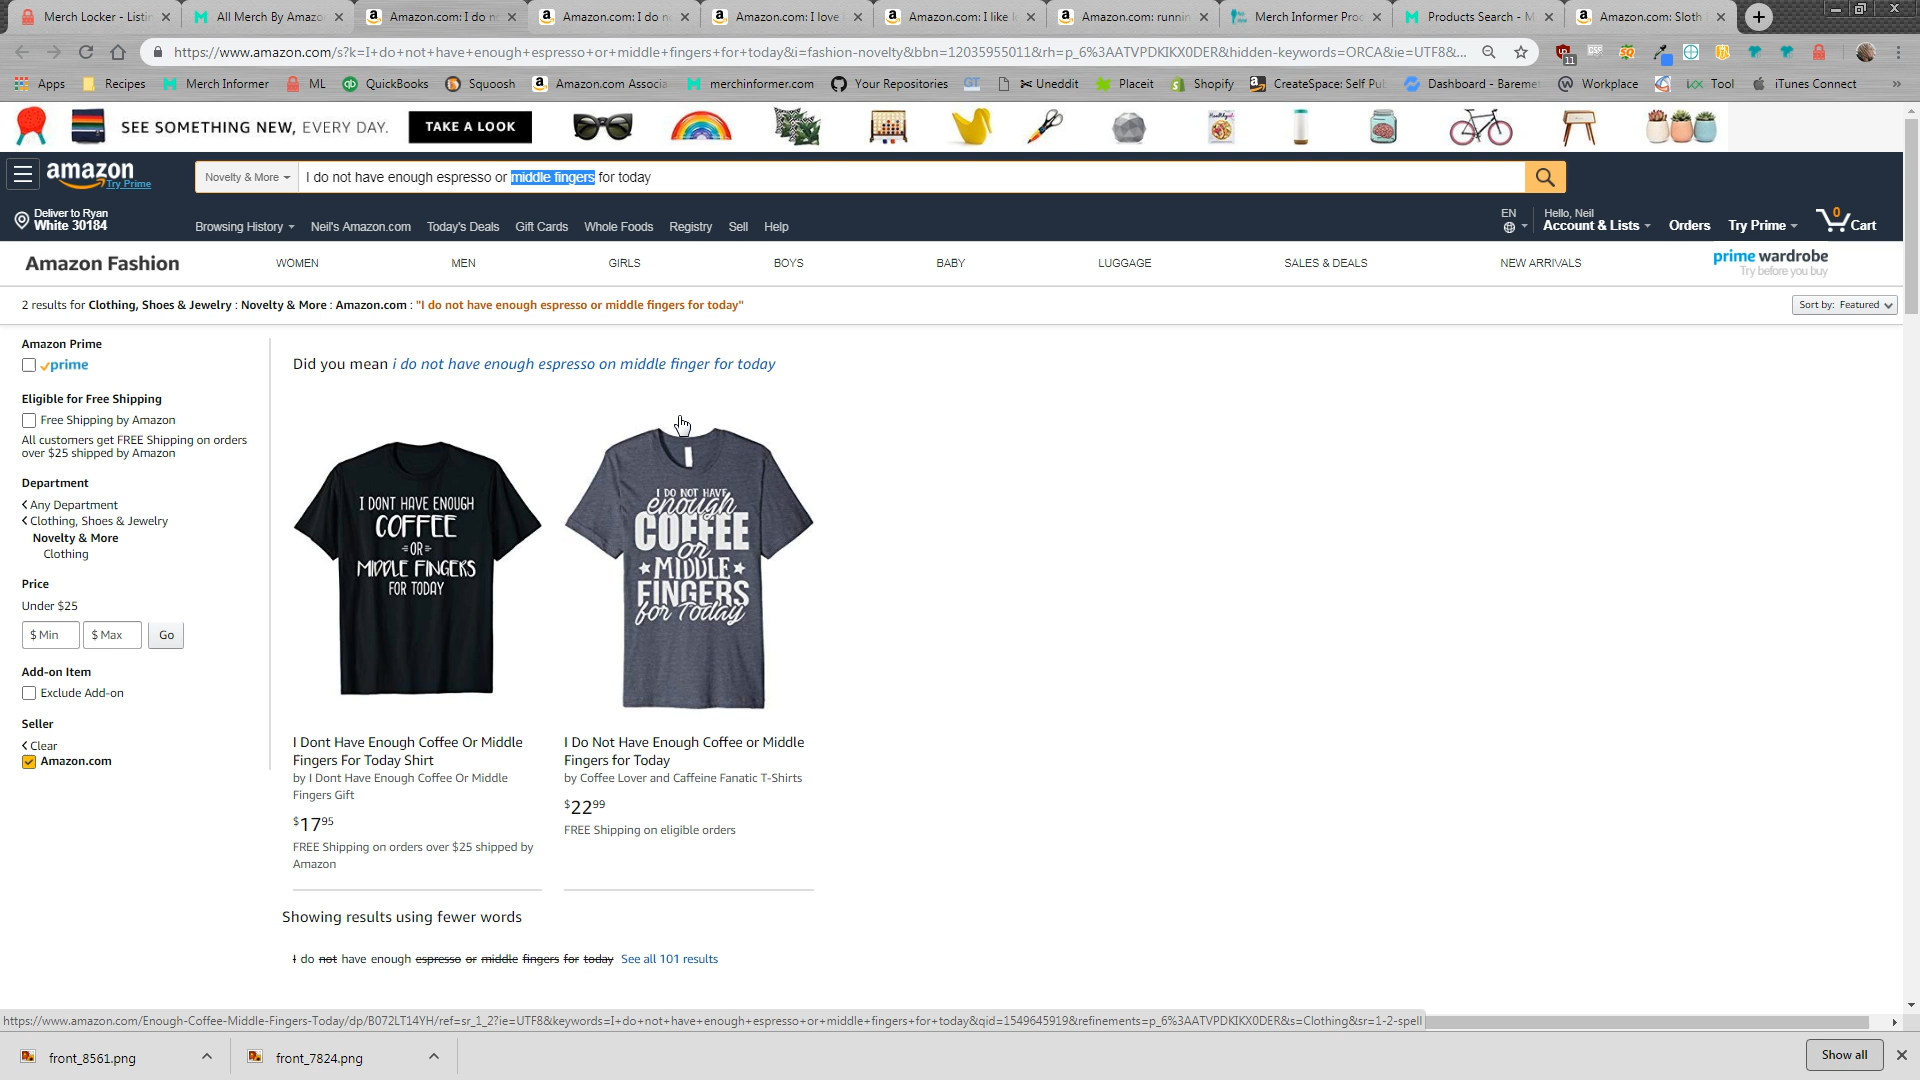 Merch Locker - Listin
All Merch By Amazo
Amazon.com: I do n
Amazon.com: I do n
Amazon.com: I love
Amazon.com: I like l
Amazon.com: runnin
Merch Informer Pro
Products Search - M
Amazon.com: Sloth
https://www.amazon.com/s?k=I+do+not+have+enough+espresso+or+middle+fingers+for+today&i=fashion-novelty&bbn=12035955011&rh=p_6%3AATVPDKIKX0DER&hidden-keywords=ORCA&ie=UTF8&...
11
Apps
Recipes
Merch Informer
ML
QuickBooks
Squoosh
Amazon.com Associa
merchinformer.com
Your Repositories
GT
Uneddit
Placeit
Shopify
CreateSpace: Self Pub
Dashboard - Baremet
Workplace
Tool
iTunes Connect
»
SEE SOMETHING NEW, EVERY DAY.
TAKE A LOOK
amazon
Try Prime
Novelty & More
I do not have enough espresso or middle fingers for today
Deliver to Ryan
White 30184
Browsing History
Neil's Amazon.com
Today's Deals
Gift Cards
Whole Foods
Registry
Sell
Help
EN
Hello, Neil
Account & Lists
Orders
Try Prime
0
Cart
Amazon Fashion
WOMEN
MEN
GIRLS
BOYS
BABY
LUGGAGE
SALES & DEALS
NEW ARRIVALS
prime wardrobe
Try before you buy
2 results for Clothing, Shoes & Jewelry : Novelty & More : Amazon.com : "I do not have enough espresso or middle fingers for today"
Sort by: Featured
Amazon Prime
prime
Eligible for Free Shipping
Free Shipping by Amazon
All customers get FREE Shipping on orders
over $25 shipped by Amazon
Department
Any Department
Clothing, Shoes & Jewelry
Novelty & More
Clothing
Price
Under $25
$ Min
$ Max
Go
Add-on Item
Exclude Add-on
Seller
Clear
Amazon.com
Did you mean i do not have enough espresso on middle finger for today
I DONT HAVE ENOUGH
COFFEE
=OR=
MIDDLE FINGERS
FOR TODAY
I DO NOT HAVE
enough
COFFEE
or
MIDDLE
FINGERS
for Today
I Dont Have Enough Coffee Or Middle
Fingers For Today Shirt
by I Dont Have Enough Coffee Or Middle
Fingers Gift
$17 95
FREE Shipping on orders over $25 shipped by
Amazon
I Do Not Have Enough Coffee or Middle
Fingers for Today
by Coffee Lover and Caffeine Fanatic T-Shirts
$22 99
FREE Shipping on eligible orders
Showing results using fewer words
I do not have enough espresso or middle fingers for today See all 101 results
https://www.amazon.com/Enough-Coffee-Middle-Fingers-Today/dp/B072LT14YH/ref=sr_1_2?ie=UTF8&keywords=I+do+not+have+enough+espresso+or+middle+fingers+for+today&qid=1549645919&refinements=p_6%3AATVPDKIKX0DER&s=Clothing&sr=1-2-spell
front_8561.png
front_7824.png
Show all